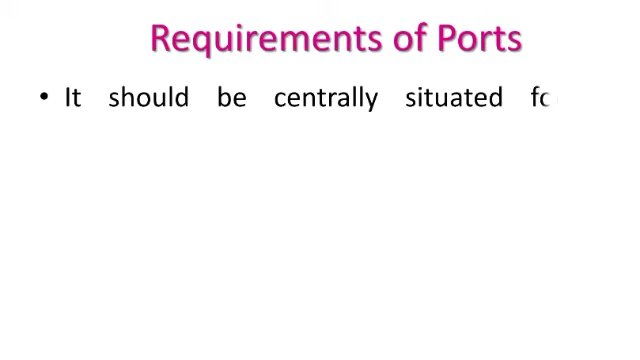 Requirements of Ports
• It should be centrally situated